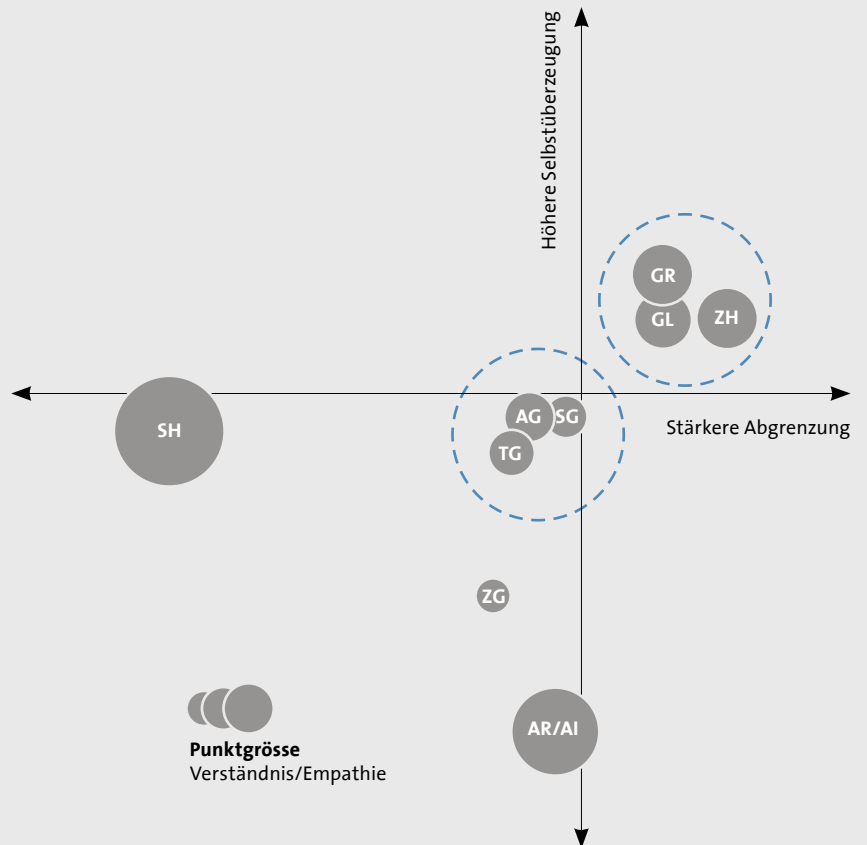 Höhere Selbstüberzeugung
GR
GL
ZH
SH
AG
SG
TG
Stärkere Abgrenzung
ZG
AR/AI
Punktgrösse
Verständnis/Empathie